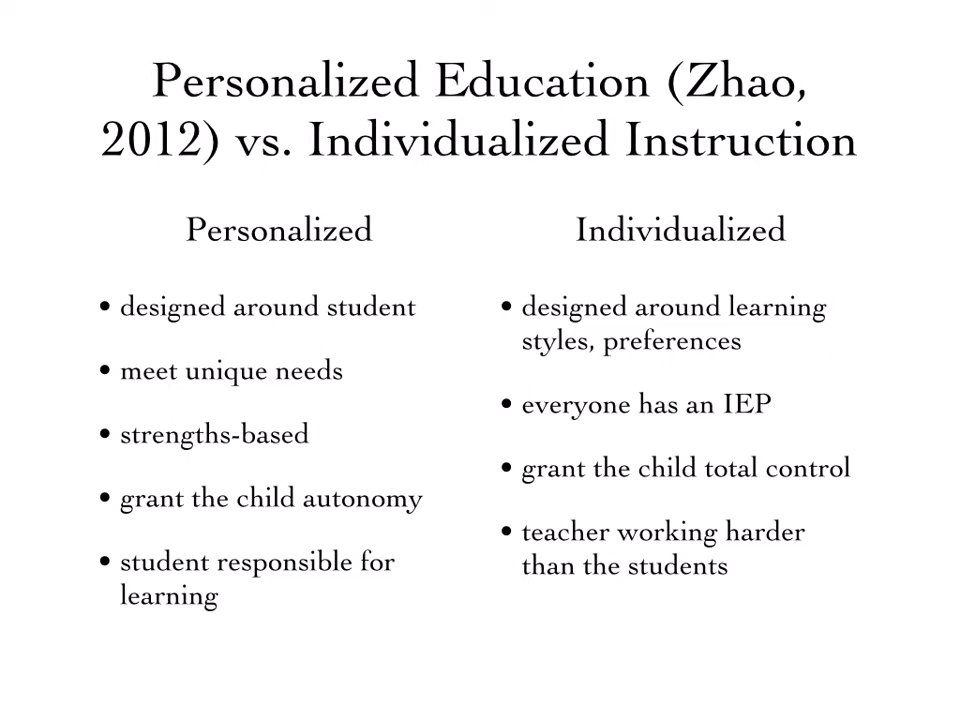 Personalized Education (Zhao,
2012) vs. Individualized Instruction
Personalized
• designed around student
• meet unique needs
• strengths-based
• grant the child autonomy
• student responsible for
learning
Individualized
• designed around learning
styles, preferences
• everyone has an IEP
• grant the child total control
• teacher working harder
than the students